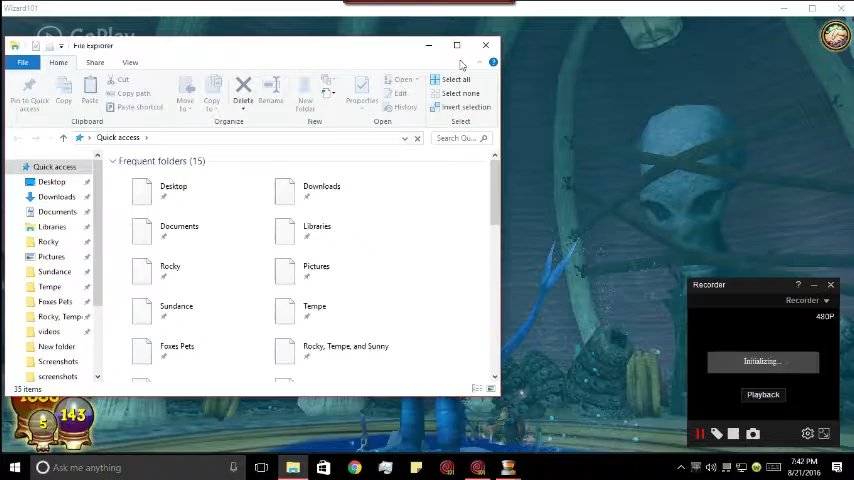 Wizard101
GoPlay
File Explorer
File Home Share View
Pin to Quick access
Copy
Paste
Cut
Copy path
Paste shortcut
Clipboard
Move to
Copy to
Delete
Rename
Organize
New folder
New
Properties
Open
Edit
History
Open
Select all
Select none
Invert selection
Select
Quick access
Search Qu...
Quick access
Desktop
Downloads
Documents
Libraries
Rocky
Pictures
Sundance
Tempe
Foxes Pets
Rocky, Temp
videos
New folder
Screenshots
screenshots
Frequent folders (15)
Desktop
Downloads
Documents
Libraries
Rocky
Pictures
Sundance
Tempe
Foxes Pets
Rocky, Tempe, and Sunny
35 items
5
143
Recorder
Recorder
480P
Initializing...
Playback
Ask me anything
7:42 PM
8/21/2016